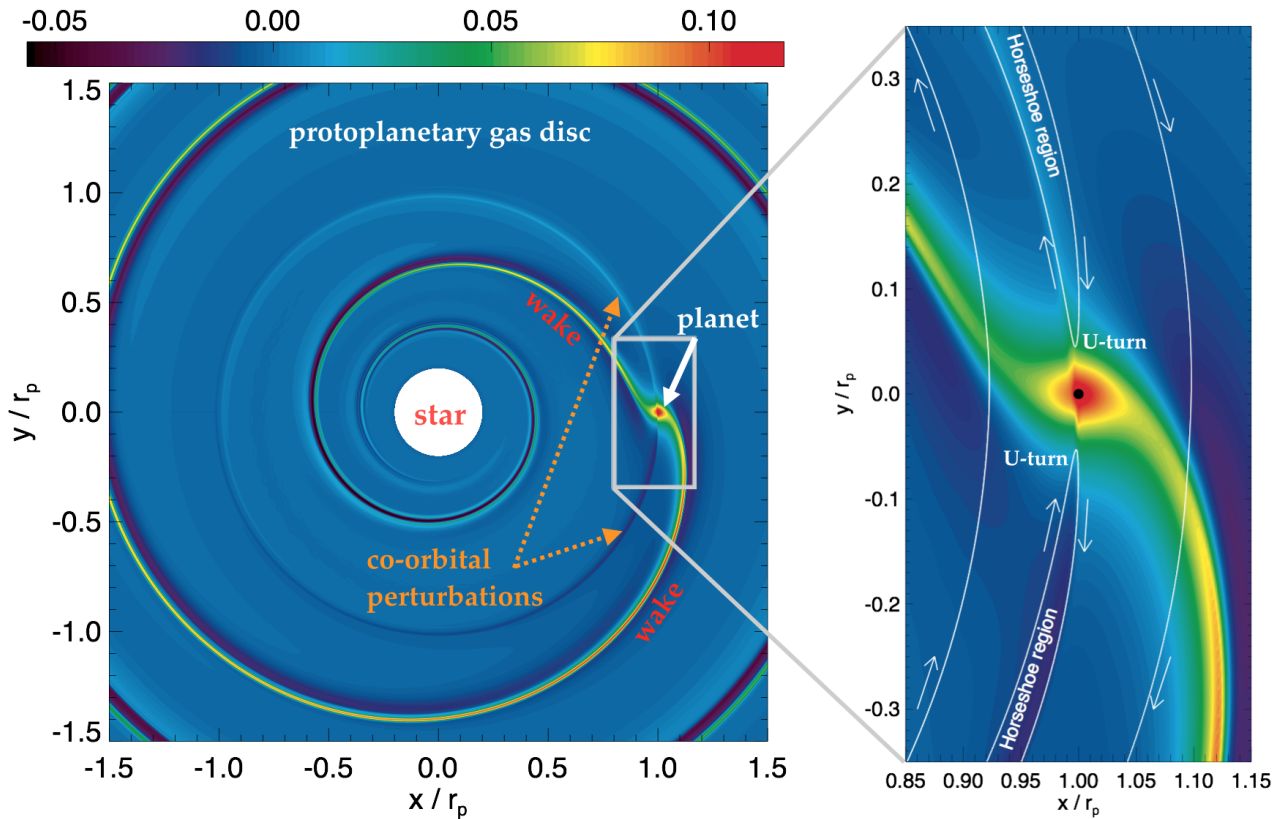 -0.05 0.00 0.05 0.10
1.5
1.0
0.5
0.0
-0.5
-1.0
-1.5
y / rₚ
-1.5 -1.0 -0.5 0.0 0.5 1.0 1.5
x / rₚ
protoplanetary gas disc
wake
planet
star
co-orbital
perturbations
wake
0.3
0.2
0.1
0.0
-0.1
-0.2
-0.3
y / rₚ
0.85 0.90 0.95 1.00 1.05 1.10 1.15
x / rₚ
Horseshoe region
U-turn
U-turn
Horseshoe region